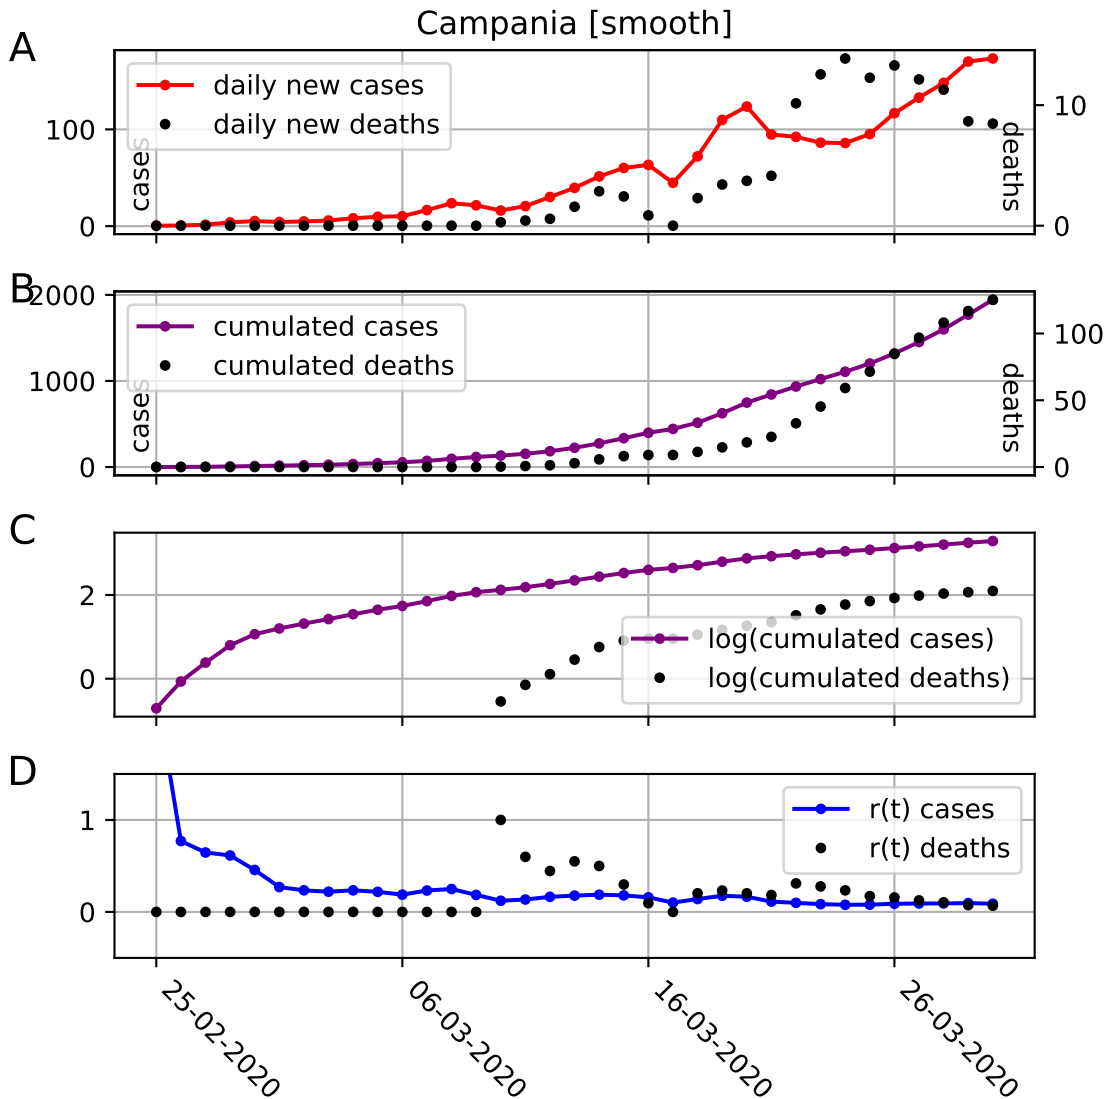 Campania [smooth]
A
daily new cases
daily new deaths
100
0
cases
10
0
deaths
B
cumulated cases
cumulated deaths
2000
1000
0
cases
100
50
0
deaths
C
2
0
log(cumulated cases)
log(cumulated deaths)
D
1
0
r(t) cases
r(t) deaths
25-02-2020
06-03-2020
16-03-2020
26-03-2020